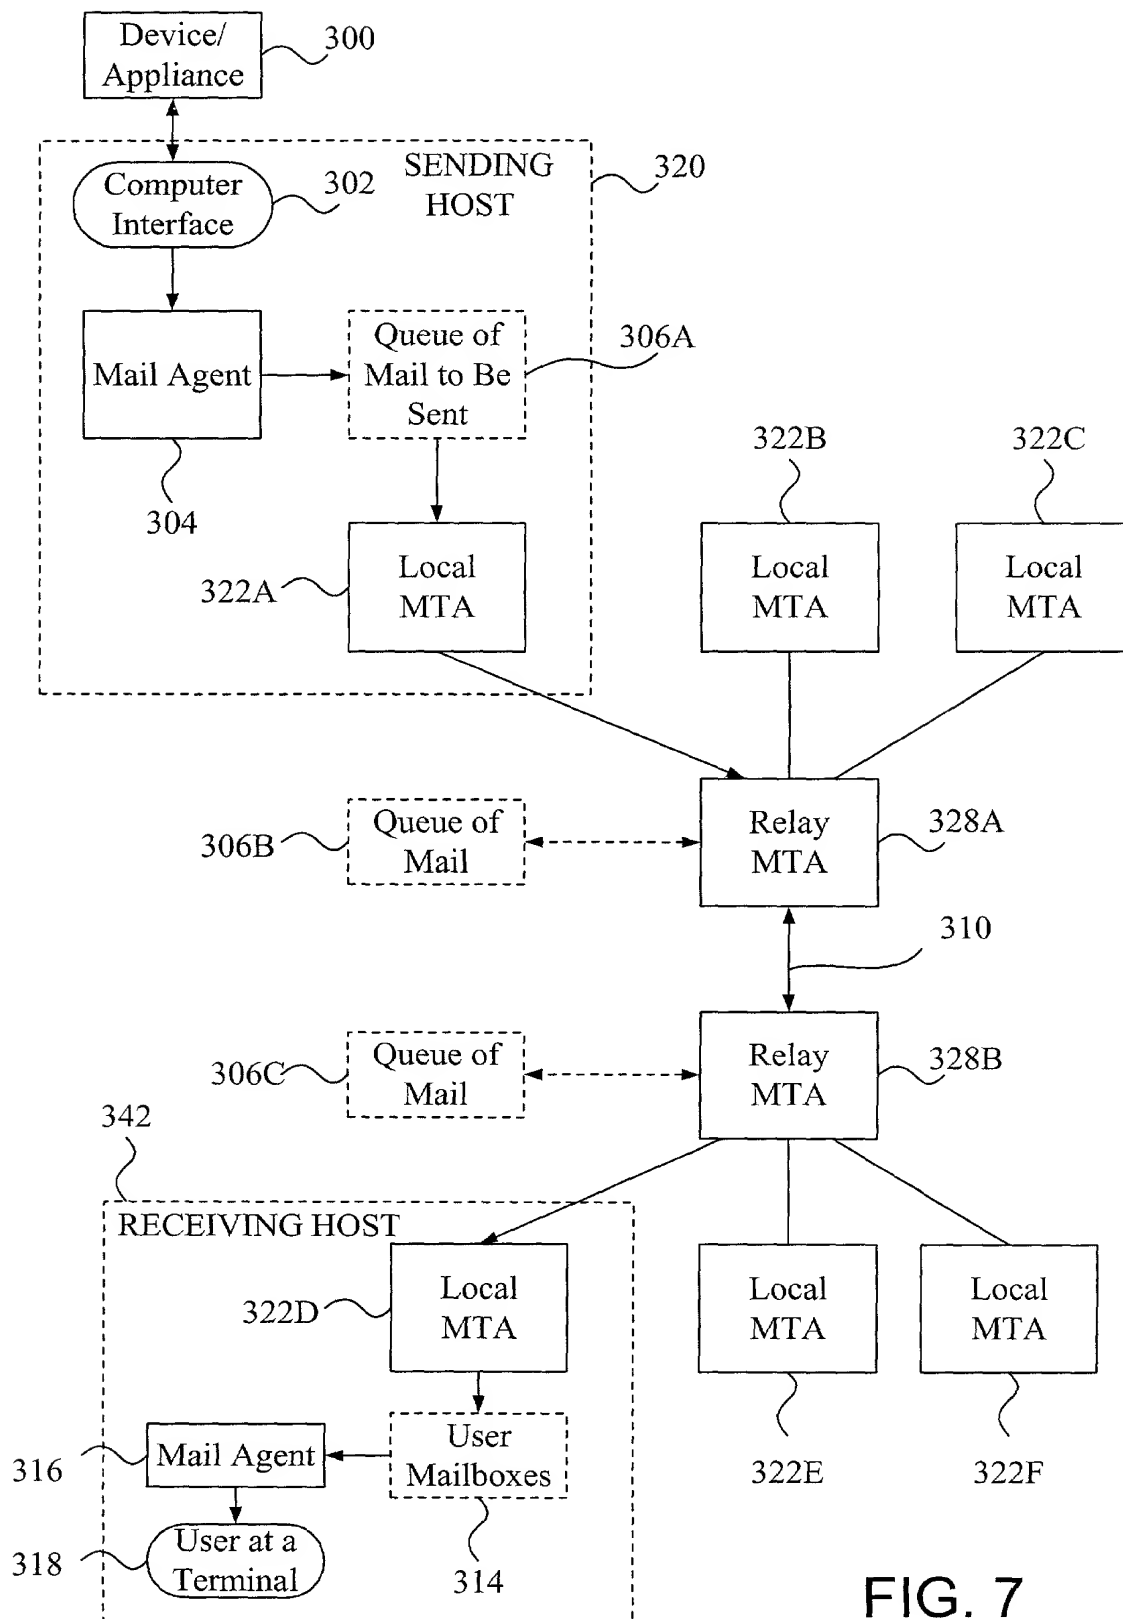 Device/
Appliance
300
SENDING
HOST
320
Computer
Interface
302
Mail Agent
304
Queue of
Mail to Be
Sent
306A
Local
MTA
322A
322B
Local
MTA
322C
Local
MTA
Queue of
Mail
306B
Relay
MTA
328A
310
Queue of
Mail
306C
Relay
MTA
328B
342
RECEIVING HOST
Local
MTA
322D
Local
MTA
322E
Local
MTA
322F
User
Mailboxes
314
Mail Agent
316
User at a
Terminal
318
FIG. 7